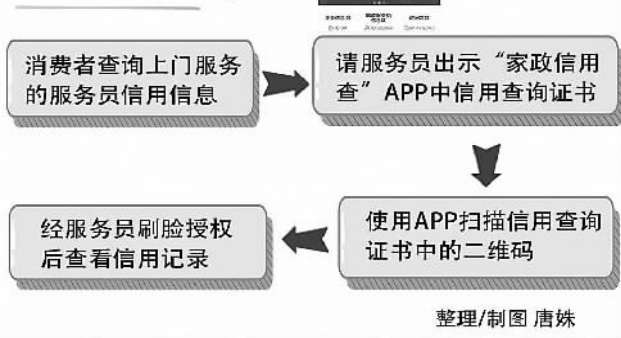 消费者查询上门服务
的服务员信用信息
请服务员出示“家政信用
查”APP中信用查询证书
使用APP扫描信用查询
证书中的二维码
经服务员刷脸授权
后查看信用记录
整理/制图 唐姝